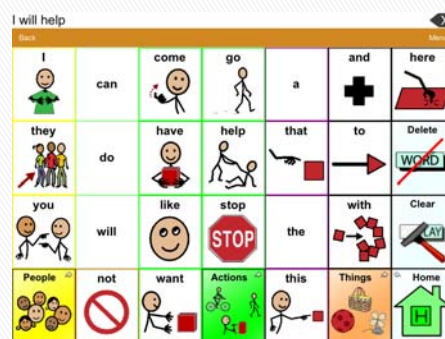 I will help
Back Menu
I can come go a and here
they do have help that to Delete
WORD
you will like stop the with Clear
STOP
People not want Actions this Things Home
H